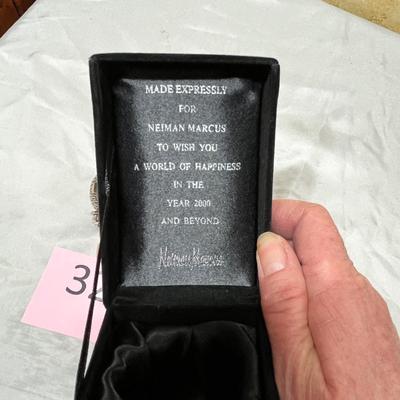 MADE EXPRESSLY
FOR
NEIMAN MARCUS
TO WISH YOU
A WORLD OF HAPPINESS
IN THE
YEAR 2000
AND BEYOND
Neiman Marcus